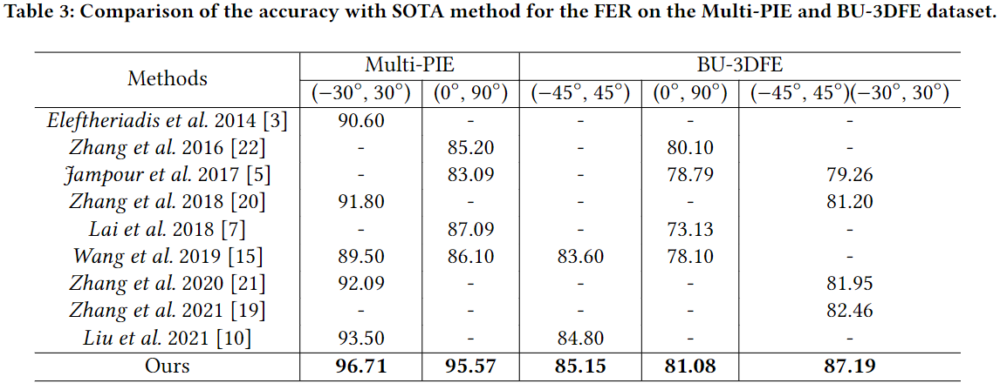 Table 3: Comparison of the accuracy with SOTA method for the FER on the Multi-PIE and BU-3DFE dataset.
Methods Multi-PIE BU-3DFE
(−30°, 30°) (0°, 90°) (−45°, 45°) (0°, 90°) (−45°, 45°)(−30°, 30°)
Eleftheriadis et al. 2014 [3] 90.60 - - - -
Zhang et al. 2016 [22] - 85.20 - 80.10 -
Jampour et al. 2017 [5] - 83.09 - 78.79 79.26
Zhang et al. 2018 [20] 91.80 - - - 81.20
Lai et al. 2018 [7] - 87.09 - 73.13 -
Wang et al. 2019 [15] 89.50 86.10 83.60 78.10 -
Zhang et al. 2020 [21] 92.09 - - - 81.95
Zhang et al. 2021 [19] - - - - 82.46
Liu et al. 2021 [10] 93.50 - 84.80 - -
Ours 96.71 95.57 85.15 81.08 87.19